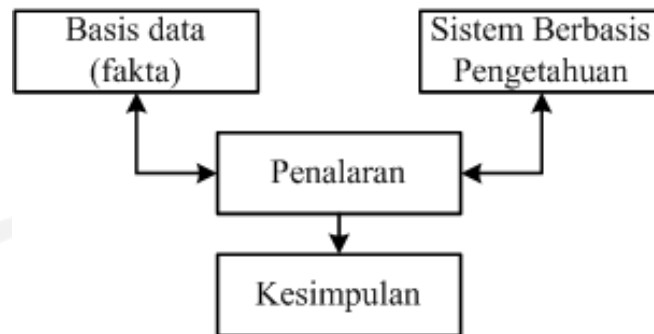 Basis data
(fakta)
Sistem Berbasis
Pengetahuan
Penalaran
Kesimpulan